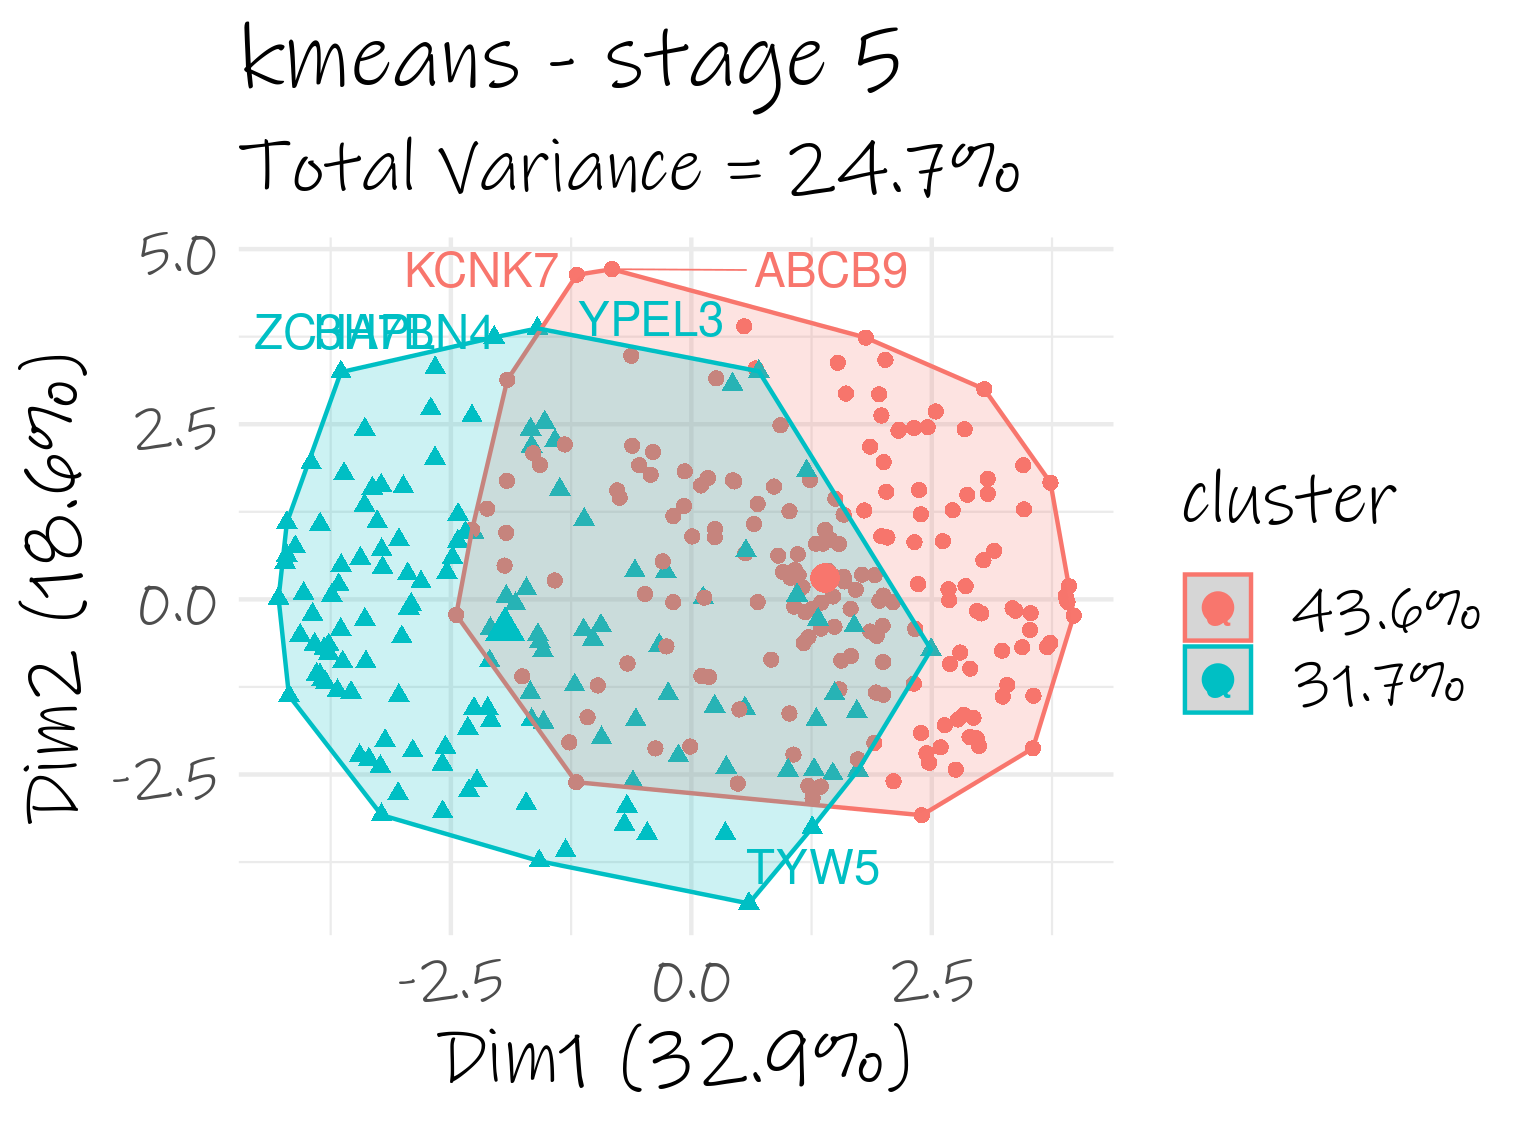 kmeans - stage 5
Total Variance = 24.7%
5.0
2.5
0.0
-2.5
Dim2 (18.6%)
KCNK7
ABCB9
YPEL3
TYW5
-2.5
0.0
2.5
Dim1 (32.9%)
cluster
43.6%
31.7%